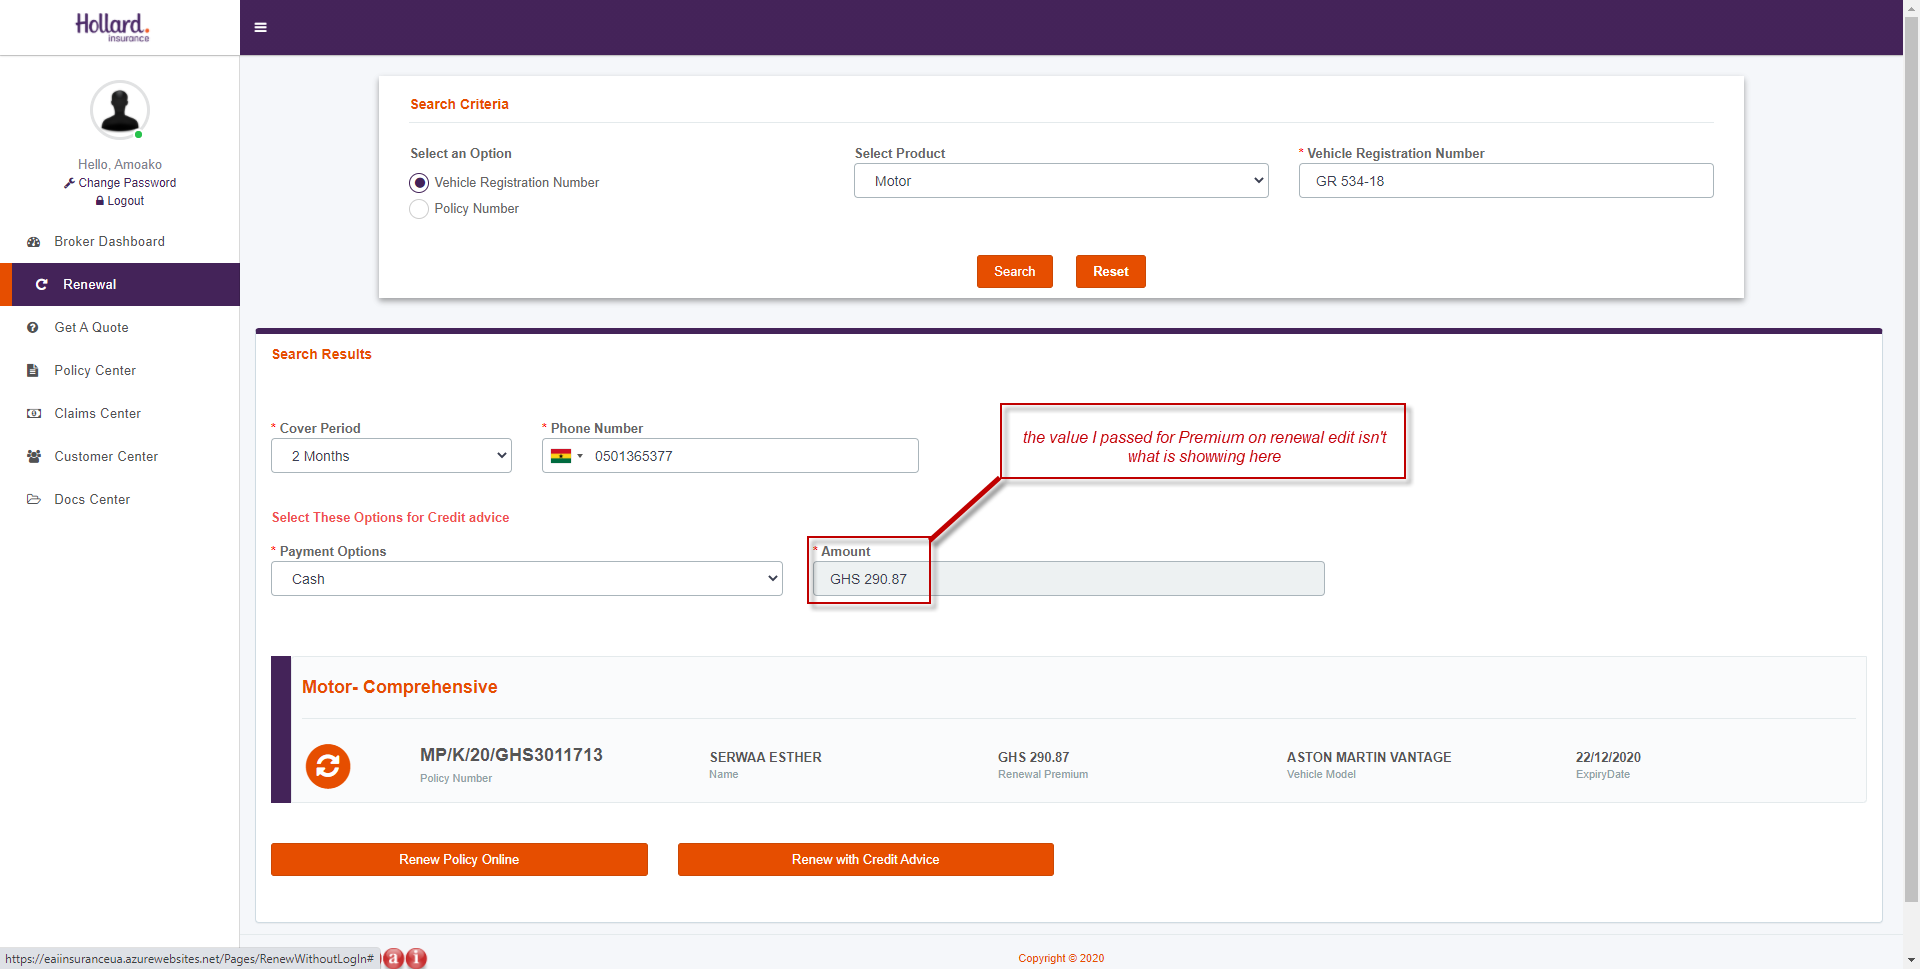 Hollard.
insurance
Hello, Amoako
Change Password
Logout
Broker Dashboard
Renewal
Get A Quote
Policy Center
Claims Center
Customer Center
Docs Center
Search Criteria
Select an Option
Vehicle Registration Number
Policy Number
Select Product
Motor
* Vehicle Registration Number
GR 534-18
Search
Reset
Search Results
* Cover Period
2 Months
* Phone Number
0501365377
the value I passed for Premium on renewal edit isn't
what is showwing here
Select These Options for Credit advice
* Payment Options
Cash
* Amount
GHS 290.87
Motor- Comprehensive
MP/K/20/GHS3011713
Policy Number
SERWAA ESTHER
Name
GHS 290.87
Renewal Premium
ASTON MARTIN VANTAGE
Vehicle Model
22/12/2020
ExpiryDate
Renew Policy Online
Renew with Credit Advice
https://eaiinsuranceua.azurewebsites.net/Pages/RenewWithoutLogIn#
a i
Copyright © 2020